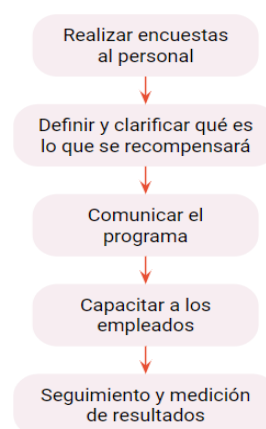 Realizar encuestas
al personal
Definir y clarificar qué es
lo que se recompensará
Comunicar el
programa
Capacitar a los
empleados
Seguimiento y medición
de resultados